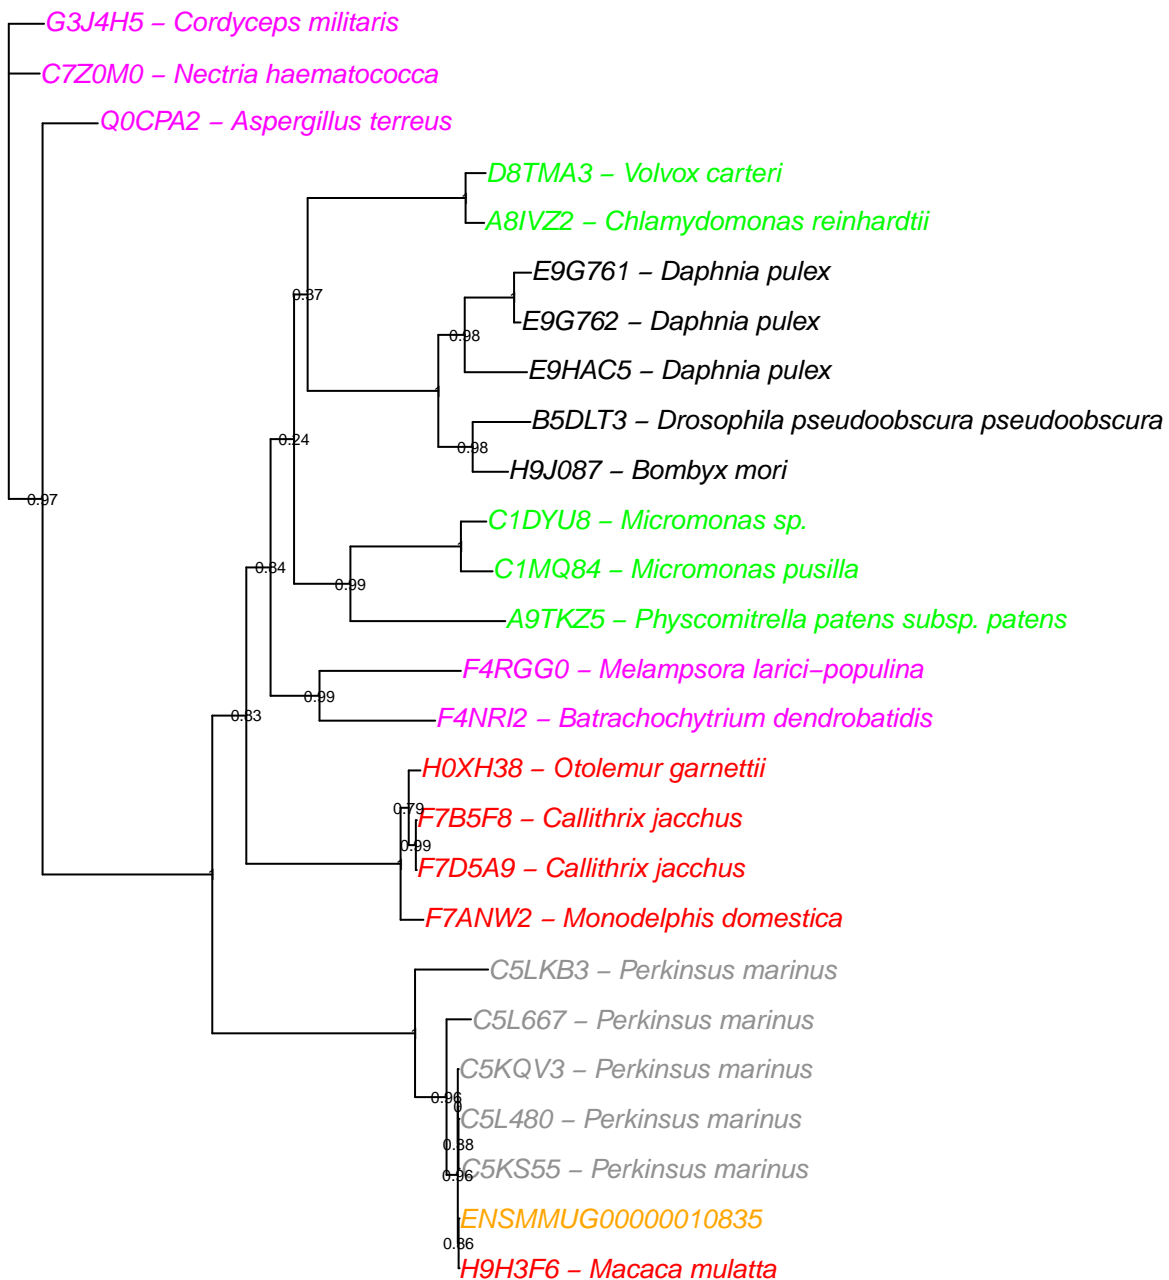 G3J4H5 – Cordyceps militaris
C7Z0M0 – Nectria haematococca
Q0CPA2 – Aspergillus terreus
D8TMA3 – Volvox carteri
A8IVZ2 – Chlamydomonas reinhardtii
E9G761 – Daphnia pulex
0.87
E9G762 – Daphnia pulex
0.98
E9HAC5 – Daphnia pulex
B5DLT3 – Drosophila pseudoobscura pseudoobscura
0.24
0.98
H9J087 – Bombyx mori
0.97
C1DYU8 – Micromonas sp.
0.84
C1MQ84 – Micromonas pusilla
0.99
A9TKZ5 – Physcomitrella patens subsp. patens
F4RGG0 – Melampsora larici–populina
0.99
0.83
F4NRI2 – Batrachochytrium dendrobatidis
H0XH38 – Otolemur garnettii
0.79
F7B5F8 – Callithrix jacchus
0.99
F7D5A9 – Callithrix jacchus
F7ANW2 – Monodelphis domestica
C5LKB3 – Perkinsus marinus
C5L667 – Perkinsus marinus
C5KQV3 – Perkinsus marinus
0.96
0
C5L480 – Perkinsus marinus
0.88
C5KS55 – Perkinsus marinus
0.96
ENSMMUG00000010835
0.86
H9H3F6 – Macaca mulatta